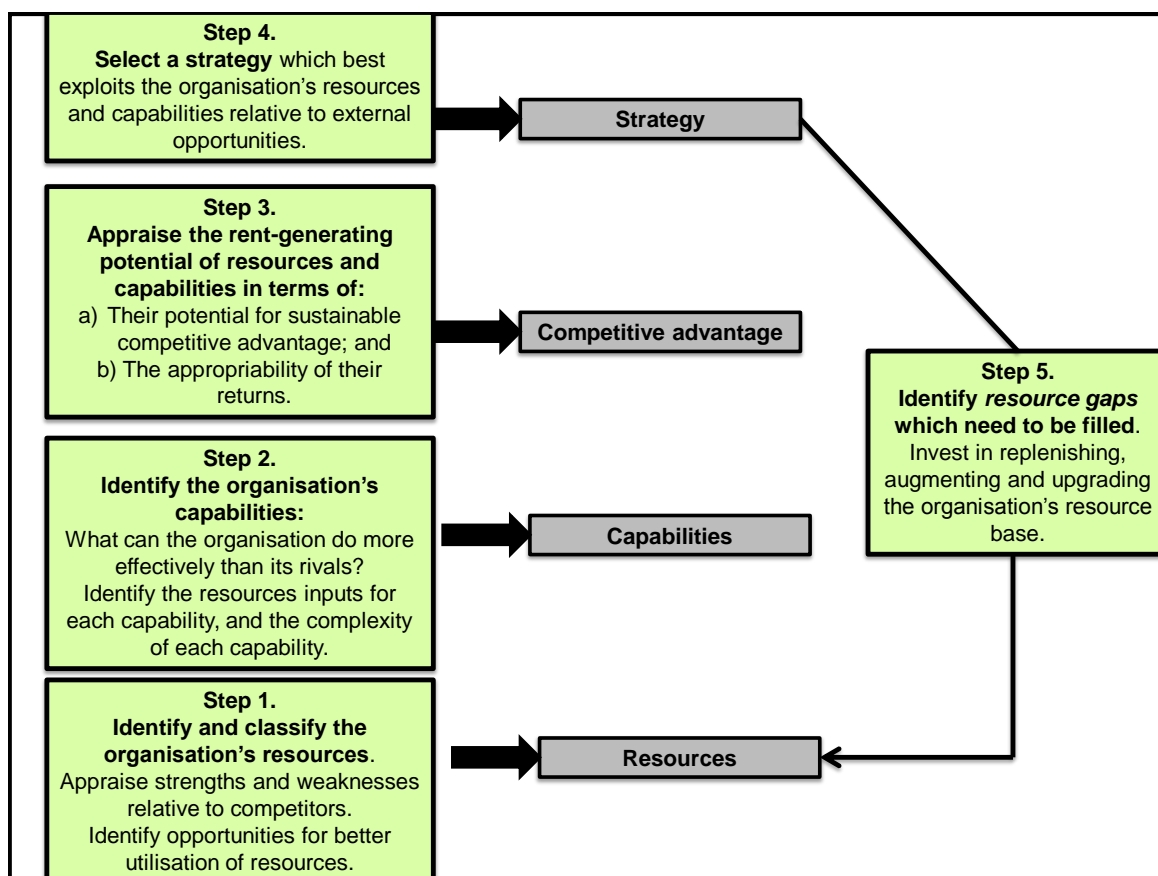 Step 4.
Select a strategy which best
exploits the organisation's resources
and capabilities relative to external
opportunities.
Strategy
Step 3.
Appraise the rent-generating
potential of resources and
capabilities in terms of:
a) Their potential for sustainable
competitive advantage; and
b) The appropriability of their
returns.
Competitive advantage
Step 5.
Identify resource gaps
which need to be filled.
Invest in replenishing,
augmenting and upgrading
the organisation's resource
base.
Step 2.
Identify the organisation's
capabilities:
What can the organisation do more
effectively than its rivals?
Identify the resources inputs for
each capability, and the complexity
of each capability.
Capabilities
Step 1.
Identify and classify the
organisation's resources.
Appraise strengths and weaknesses
relative to competitors.
Identify opportunities for better
utilisation of resources.
Resources